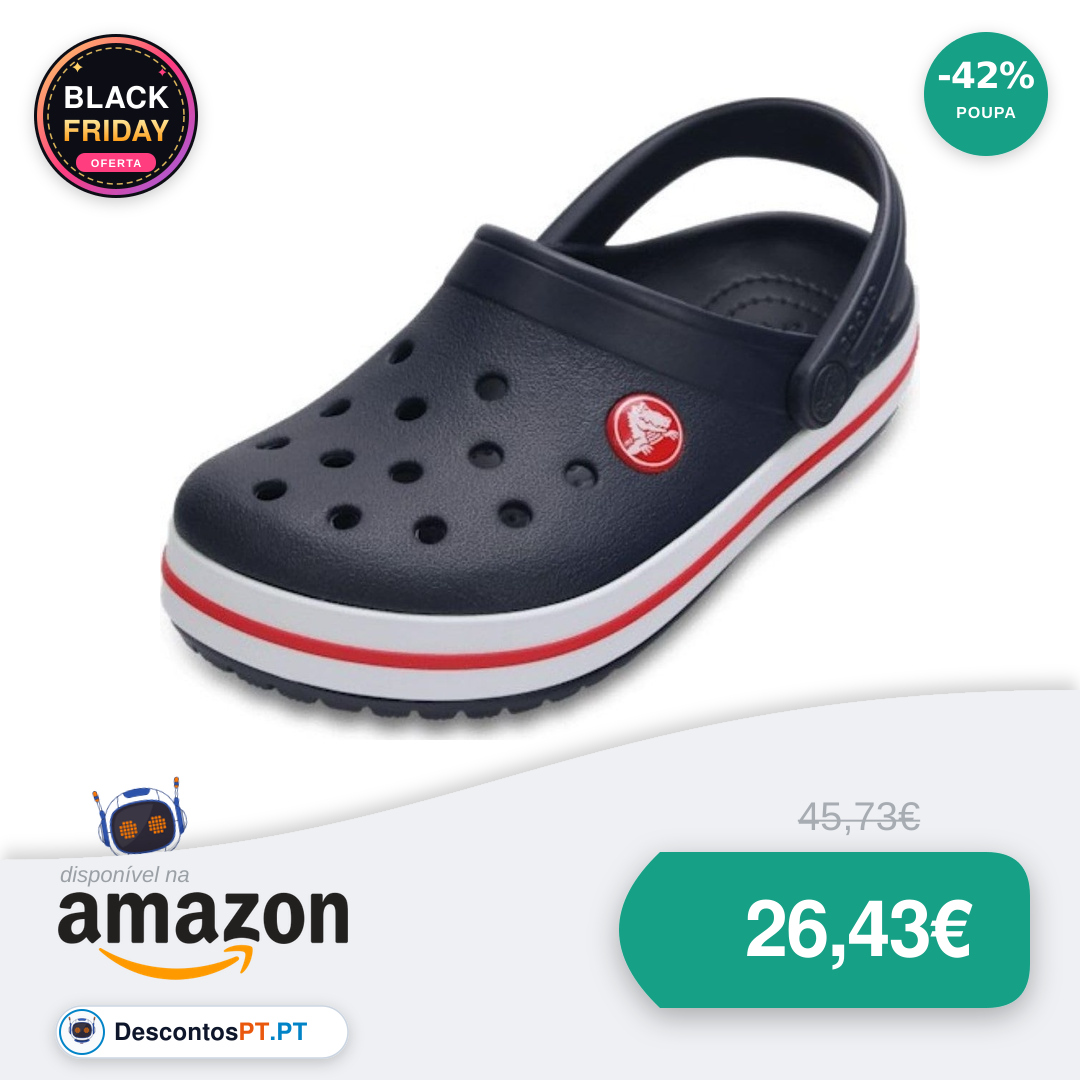 BLACK
FRIDAY
OFERTA
-42%
POUPA
45,73€
26,43€
disponível na
amazon
DescontosPT.PT